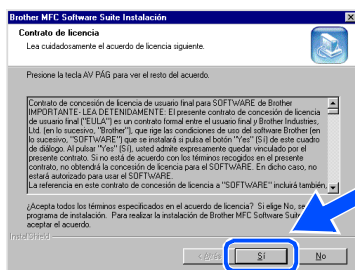 Brother MFC Software Suite Instalación
Contrato de licencia
Lea cuidadosamente el acuerdo de licencia siguiente.
Presione la tecla AV PÁG para ver el resto del acuerdo.
Contrato de concesión de licencia de usuario final para SOFTWARE de Brother
IMPORTANTE- LEA DETENIDAMENTE: El presente contrato de concesión de licencia
de usuario final ("EULA") es un contrato formal entre el usuario final y Brother Industries,
Ltd. (en lo sucesivo, "Brother"), que rige las condiciones de uso del software Brother (en
lo sucesivo, "SOFTWARE") que se instalará si pulsa el botón "Yes" (Sí) de este cuadro
de diálogo. Al pulsar "Yes" (Sí), usted admite expresamente quedar vinculado por el
presente contrato. Si no está de acuerdo con los términos recogidos en el presente
contrato, no obtendrá la concesión de licencia para el SOFTWARE. En dicho caso, no
estará autorizado para usar el SOFTWARE.
La referencia en este contrato de concesión de licencia a "SOFTWARE" incluirá también,
¿Acepta todos los términos especificados en el acuerdo de licencia? Si elige No, se
programa de instalación. Para realizar la instalación de Brother MFC Software Suite
aceptar el acuerdo.
InstallShield
< Atrás
Sí
No